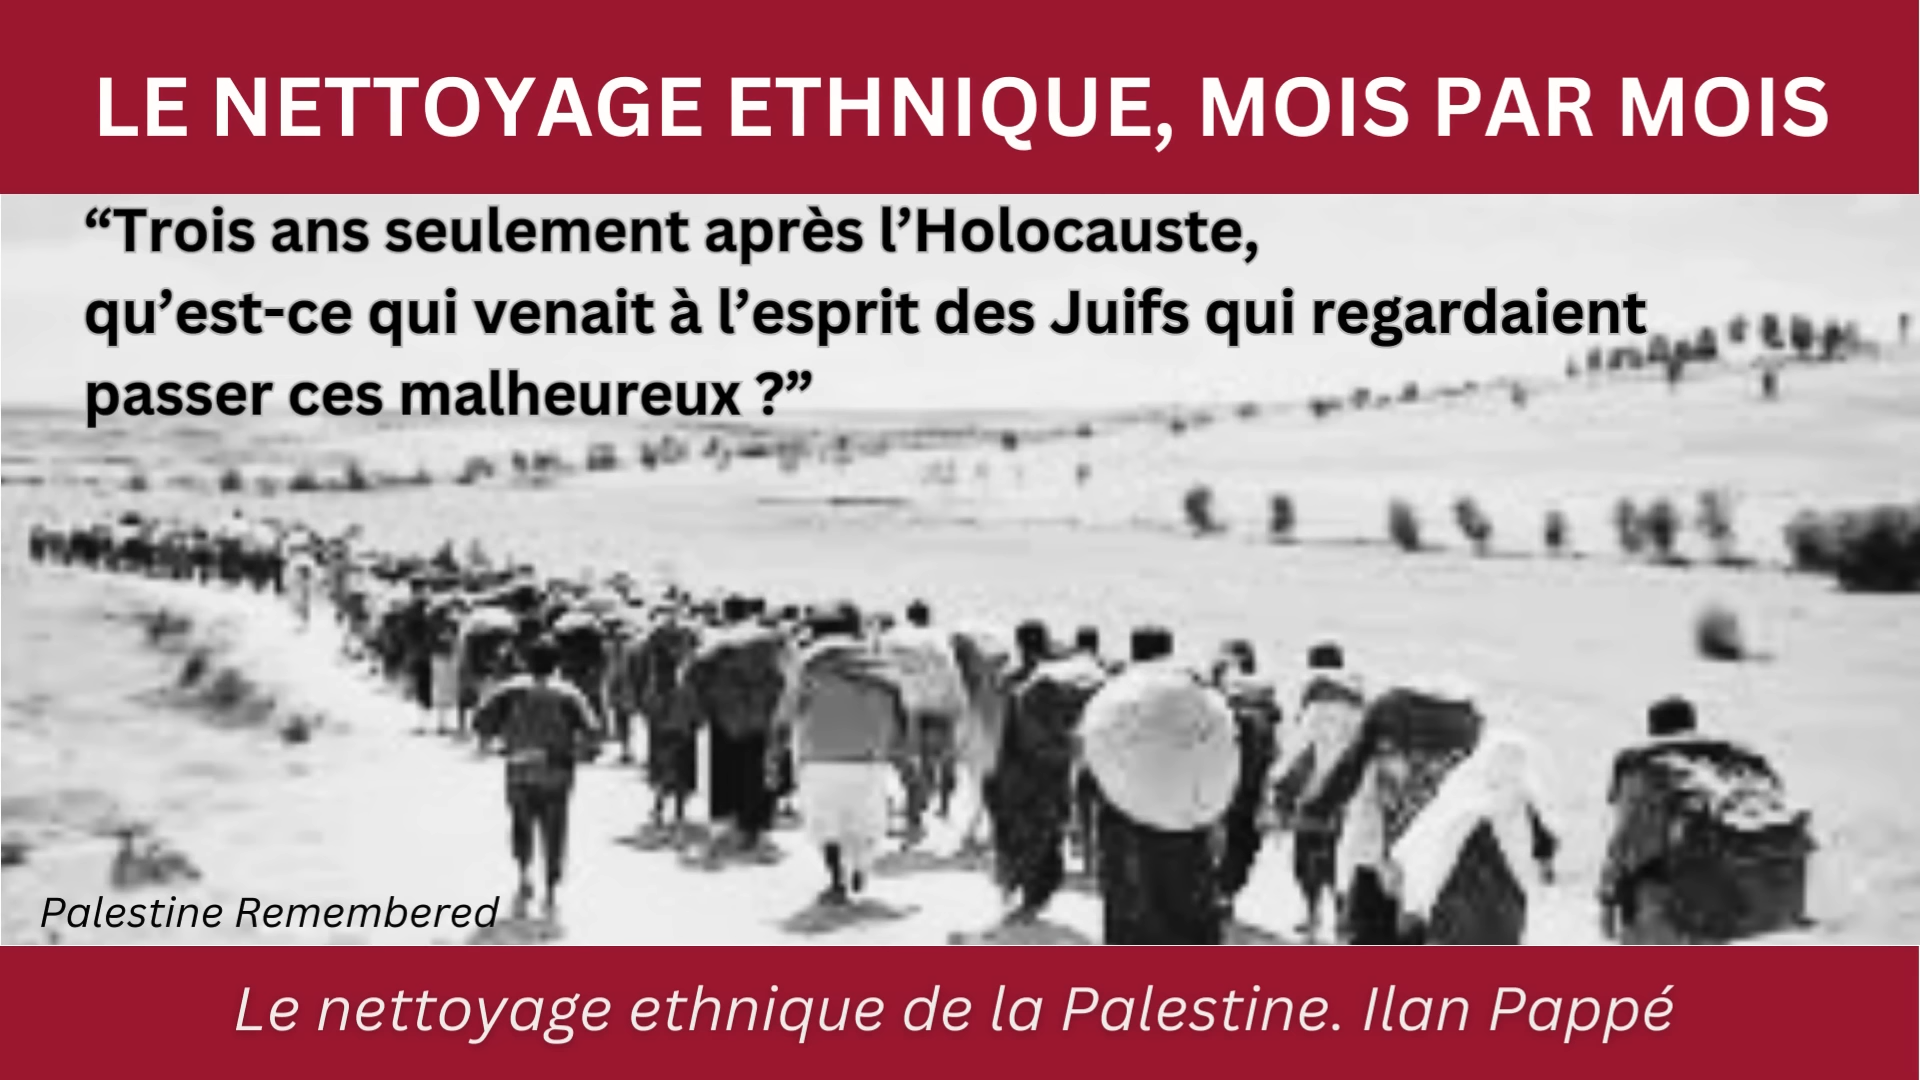 LE NETTOYAGE ETHNIQUE, MOIS PAR MOIS
“Trois ans seulement après l’Holocauste,
qu’est-ce qui venait à l’esprit des Juifs qui regardaient
passer ces malheureux ?”
Palestine Remembered
Le nettoyage ethnique de la Palestine. Ilan Pappé